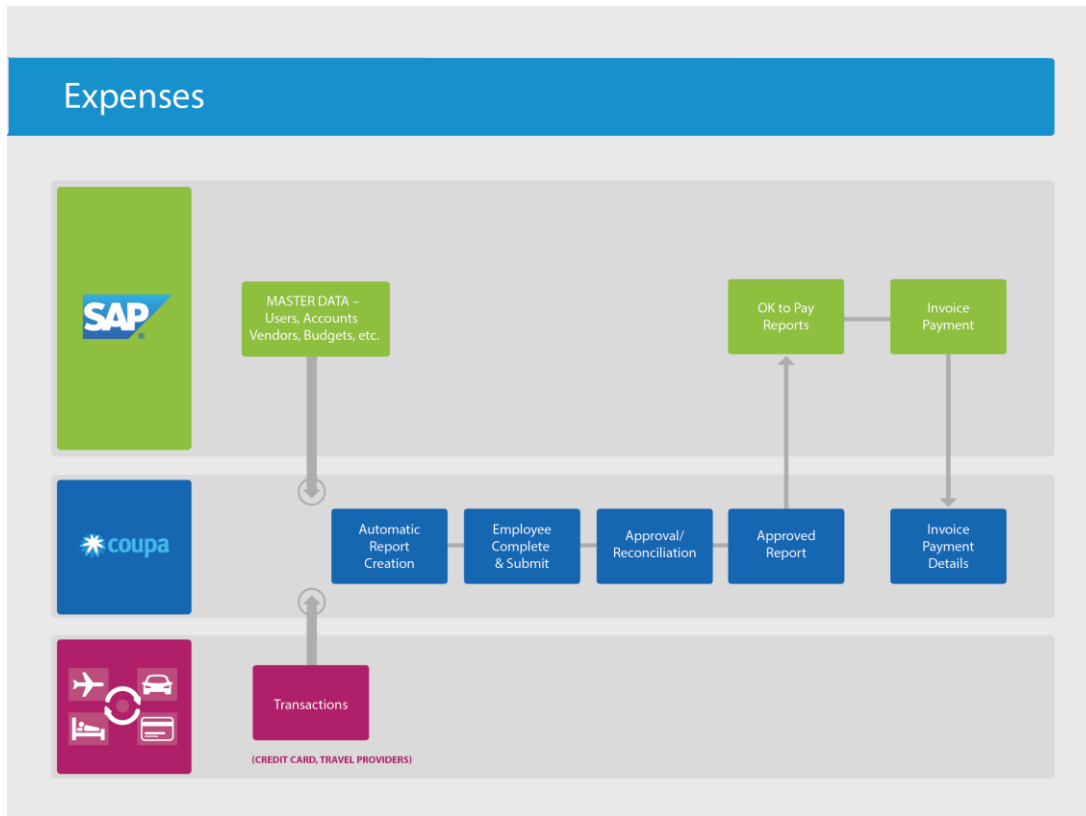 Expenses
SAP
®
MASTER DATA –
Users, Accounts
Vendors, Budgets, etc.
OK to Pay
Reports
Invoice
Payment
coupa
Automatic
Report
Creation
Employee
Complete
& Submit
Approval/
Reconciliation
Approved
Report
Invoice
Payment
Details
Transactions
(CREDIT CARD, TRAVEL PROVIDERS)